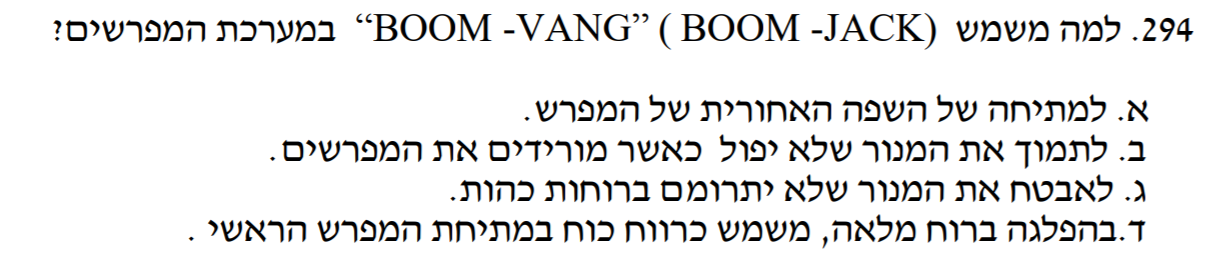 294. למה משמש "BOOM -VANG" ( BOOM -JACK) במערכת המפרשים?
א. למתיחה של השפה האחורית של המפרש.
ב. לתמוך את המנור שלא יפול כאשר מורידים את המפרשים.
ג. לאבטח את המנור שלא יתרומם ברוחות כהות.
ד.בהפלגה ברוח מלאה, משמש כרווח כוח במתיחת המפרש הראשי .